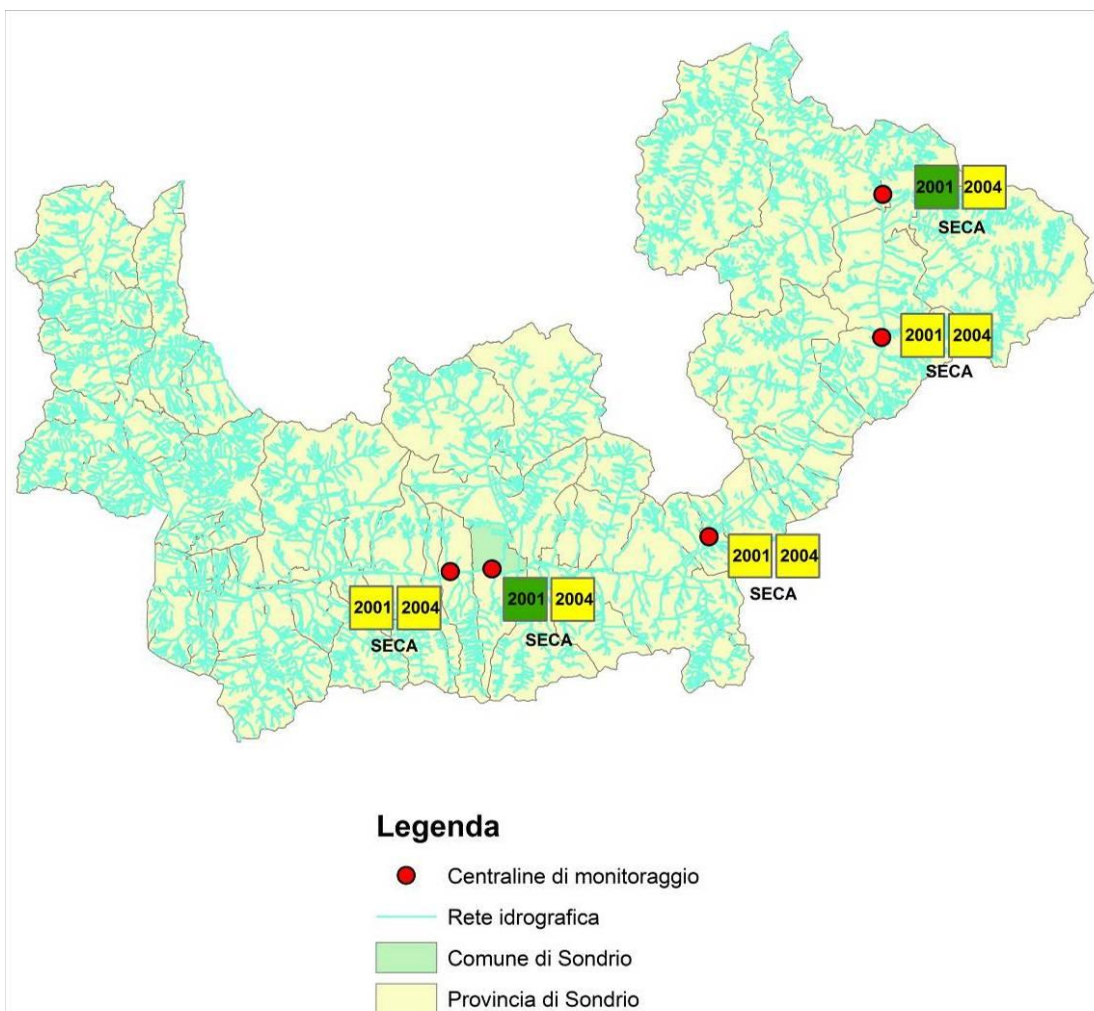 2001 2004
SECA
2001 2004
SECA
2001 2004
SECA
2001 2004
SECA
2001 2004
SECA
Legenda
Centraline di monitoraggio
Rete idrografica
Comune di Sondrio
Provincia di Sondrio